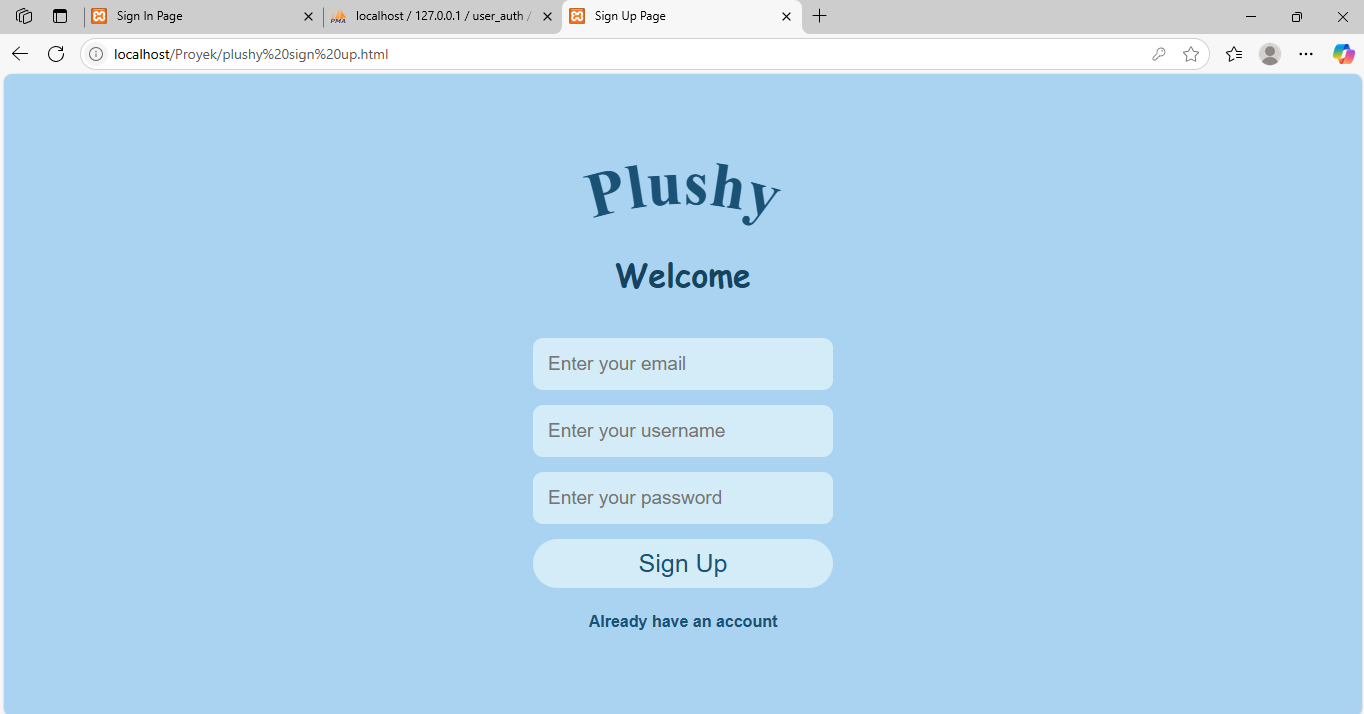 Sign In Page
PMA localhost / 127.0.0.1 / user_auth /
Sign Up Page
localhost/Proyek/plushy%20sign%20up.html
Plushy
Welcome
Enter your email
Enter your username
Enter your password
Sign Up
Already have an account